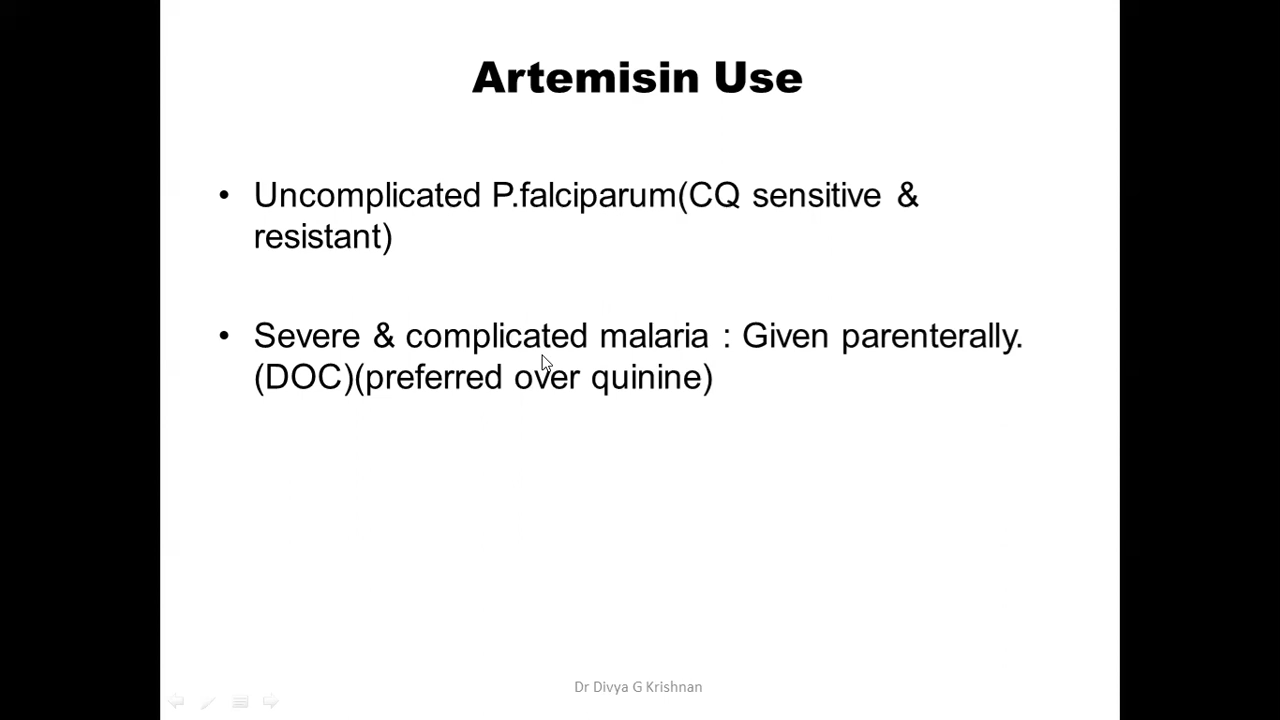 Artemisin Use
• Uncomplicated P.falciparum(CQ sensitive &
resistant)
• Severe & complicated malaria : Given parenterally.
(DOC)(preferred over quinine)
Dr Divya G Krishnan